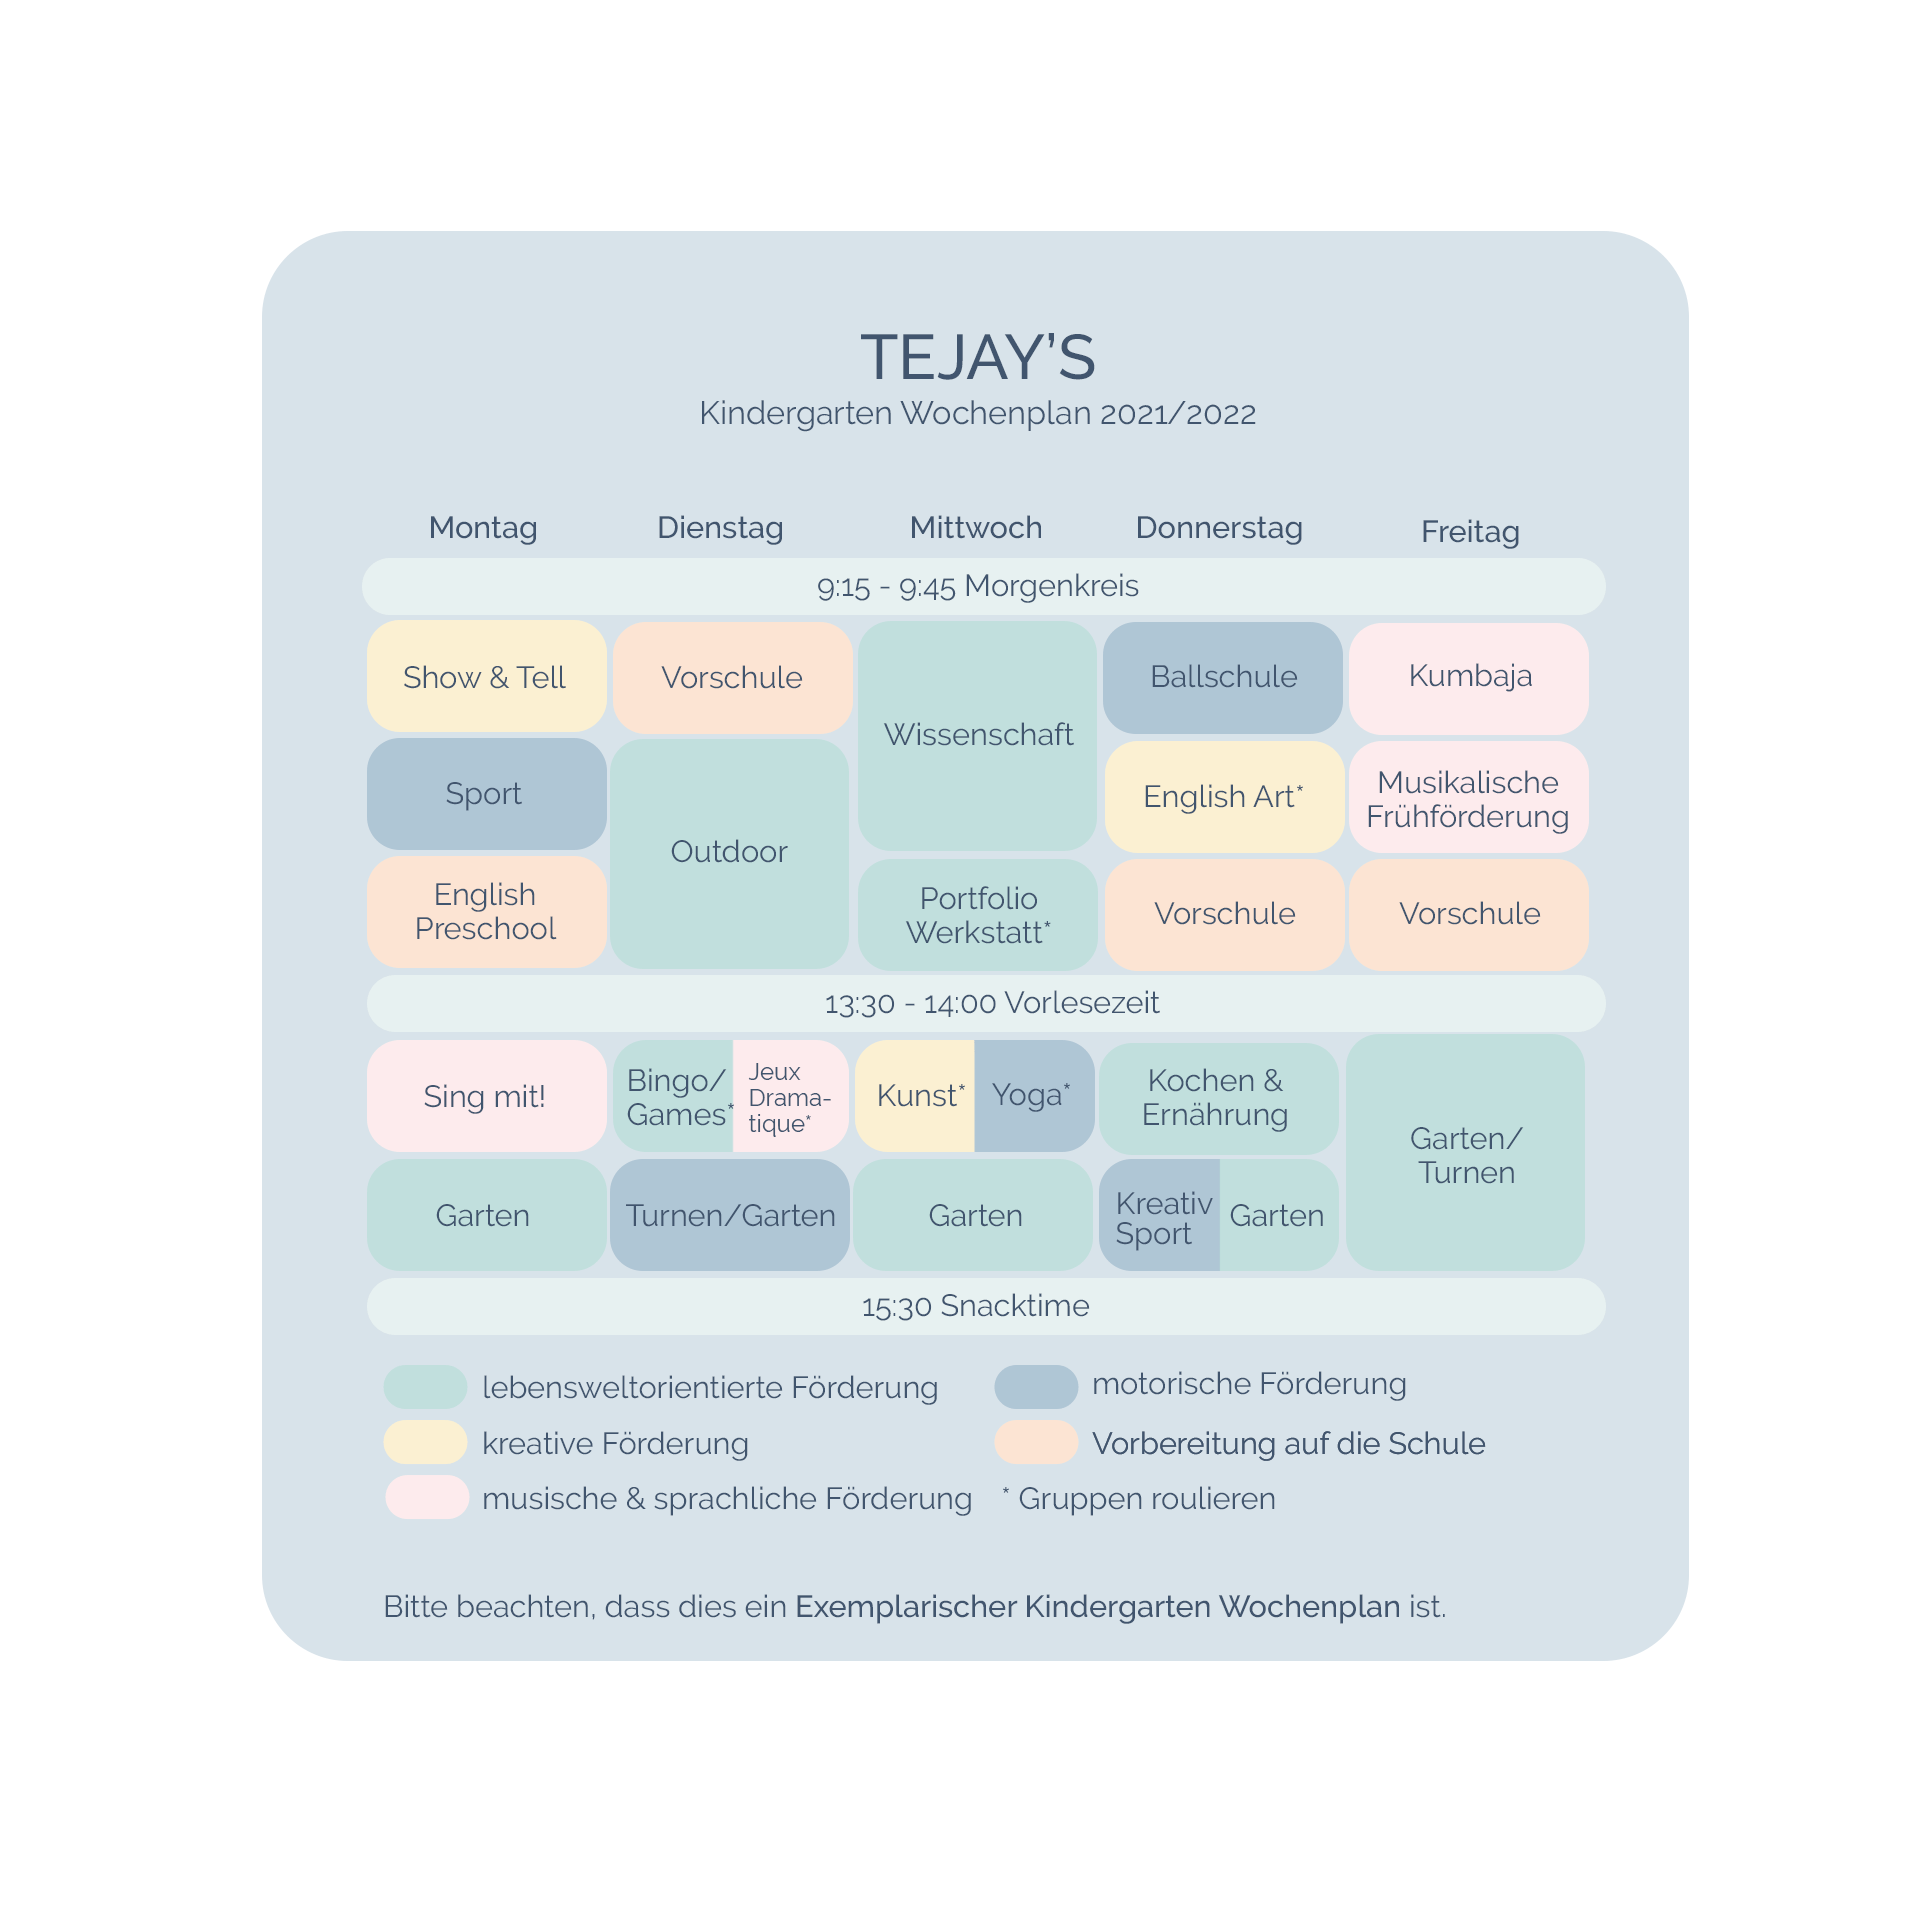 TEJAY’S
Kindergarten Wochenplan 2021/2022
Montag Dienstag Mittwoch Donnerstag Freitag
9:15 - 9:45 Morgenkreis
Show & Tell Vorschule Wissenschaft Ballschule Kumbaja
Sport Outdoor English Art* Musikalische
Frühförderung
English
Preschool
Portfolio
Werkstatt*
Vorschule Vorschule
13:30 - 14:00 Vorlesezeit
Sing mit!
Bingo/
Games*
Jeux
Drama-
tique*
Kunst* Yoga*
Kochen &
Ernährung
Garten/
Turnen
Garten Turnen/Garten Garten
Kreativ
Sport
Garten
15:30 Snacktime
lebensweltorientierte Förderung
motorische Förderung
kreative Förderung
Vorbereitung auf die Schule
musische & sprachliche Förderung
* Gruppen roulieren
Bitte beachten, dass dies ein Exemplarischer Kindergarten Wochenplan ist.